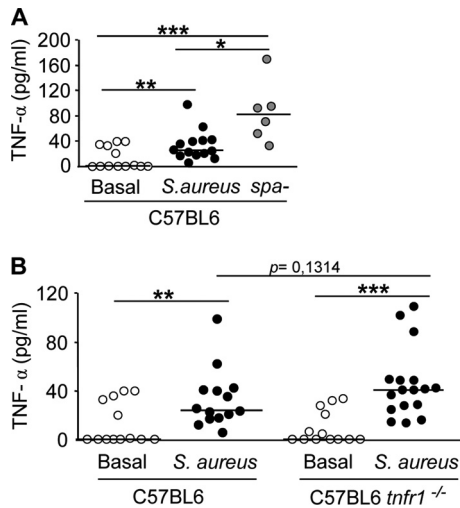 A
TNF-α (pg/ml)
200
160
120
80
40
0
***
*
**
Basal S.aureus spa-
C57BL6
B
TNF- α (pg/ml)
120
80
40
0
p= 0,1314
** ***
Basal S. aureus Basal S. aureus
C57BL6 C57BL6 tnfr1 -/-